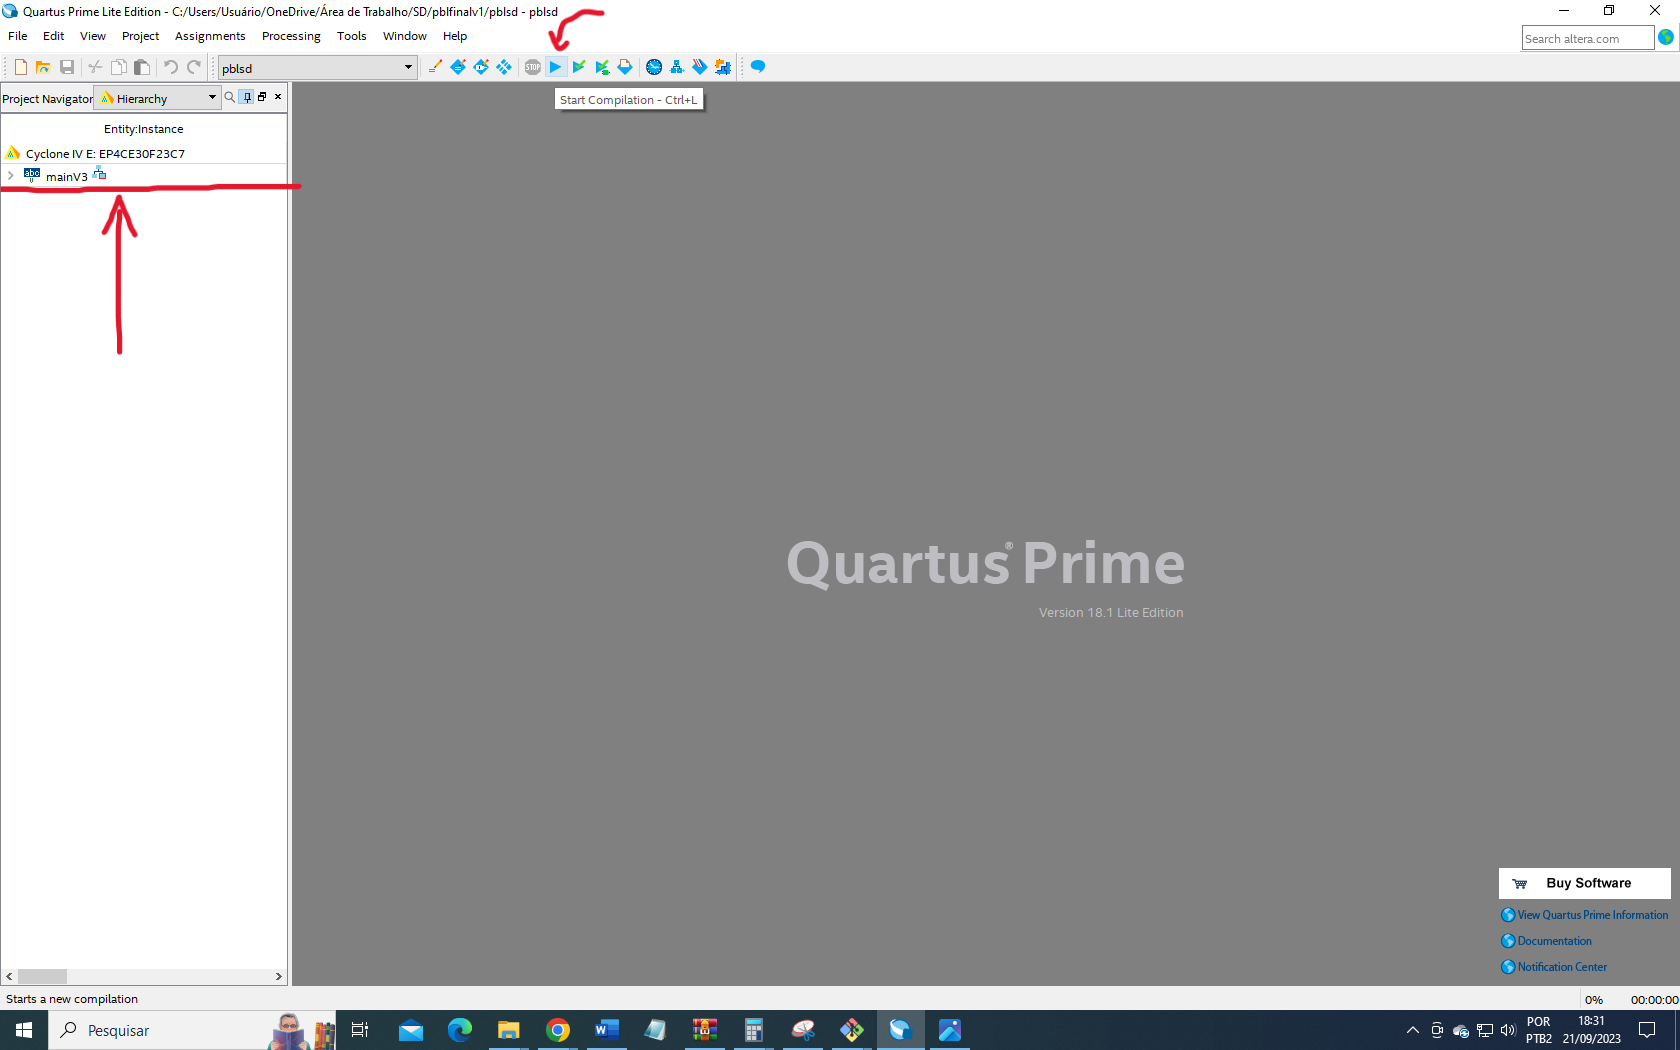 Quartus Prime Lite Edition - C:/Users/Usuário/OneDrive/Área de Trabalho/SD/pblfinalv1/pblsd - pblsd
File Edit View Project Assignments Processing Tools Window Help
Search altera.com
pblsd
STOP
Project Navigator Hierarchy
Start Compilation - Ctrl+L
Entity:Instance
Cyclone IV E: EP4CE30F23C7
abc mainV3
Quartus® Prime
Version 18.1 Lite Edition
Buy Software
View Quartus Prime Information
Documentation
Notification Center
Starts a new compilation
0% 00:00:00
Pesquisar
POR
PTB2
18:31
21/09/2023